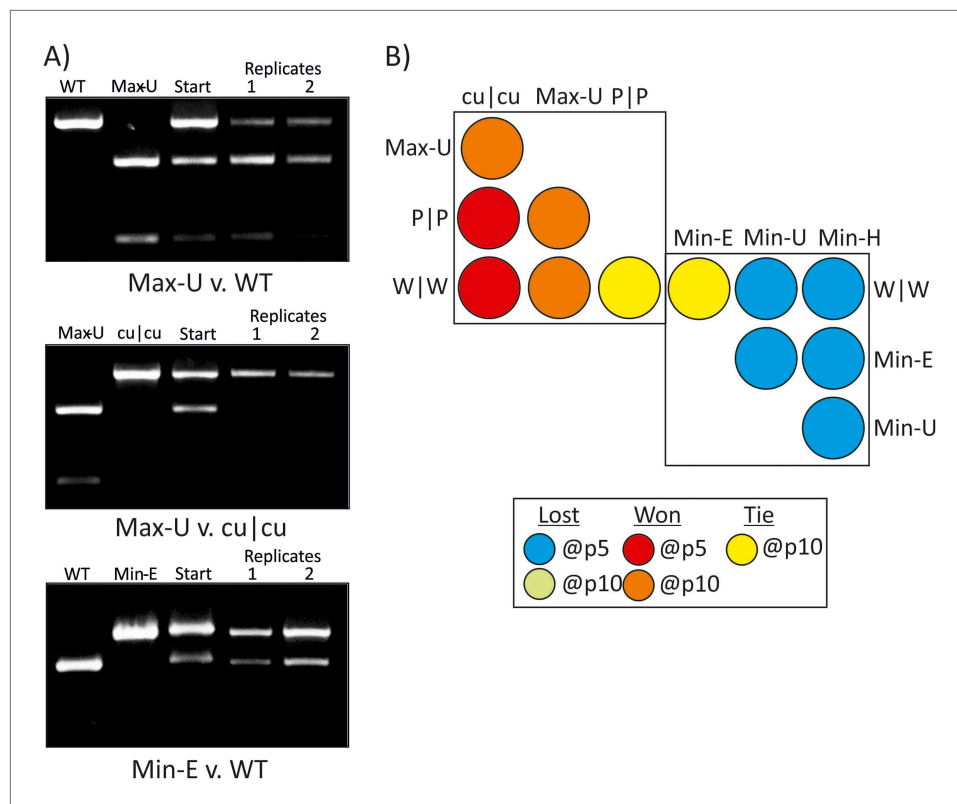 A)
Replicates
WT Max-U Start 1 2
Max-U v. WT
Replicates
Max-U cu|cu Start 1 2
Max-U v. cu|cu
Replicates
WT Min-E Start 1 2
Min-E v. WT
B)
cu|cu Max-U P|P
Max-U
P|P
W|W
Min-E Min-U Min-H
W|W
Min-E
Min-U
Lost Won Tie
@p5 @p5 @p10
@p10 @p10